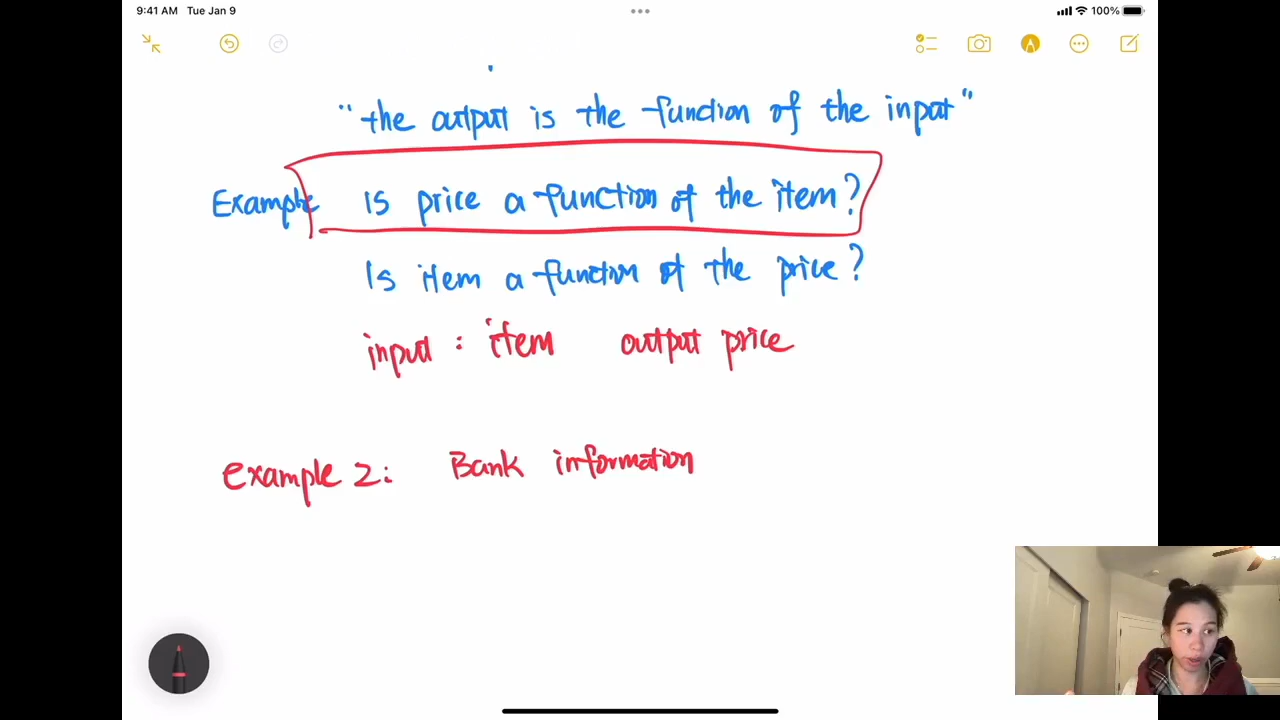 9:41 AM Tue Jan 9
100%
"the output is the function of the input"
Example Is price a function of the item?
Is item a function of the price?
input : item output price
example 2: Bank information